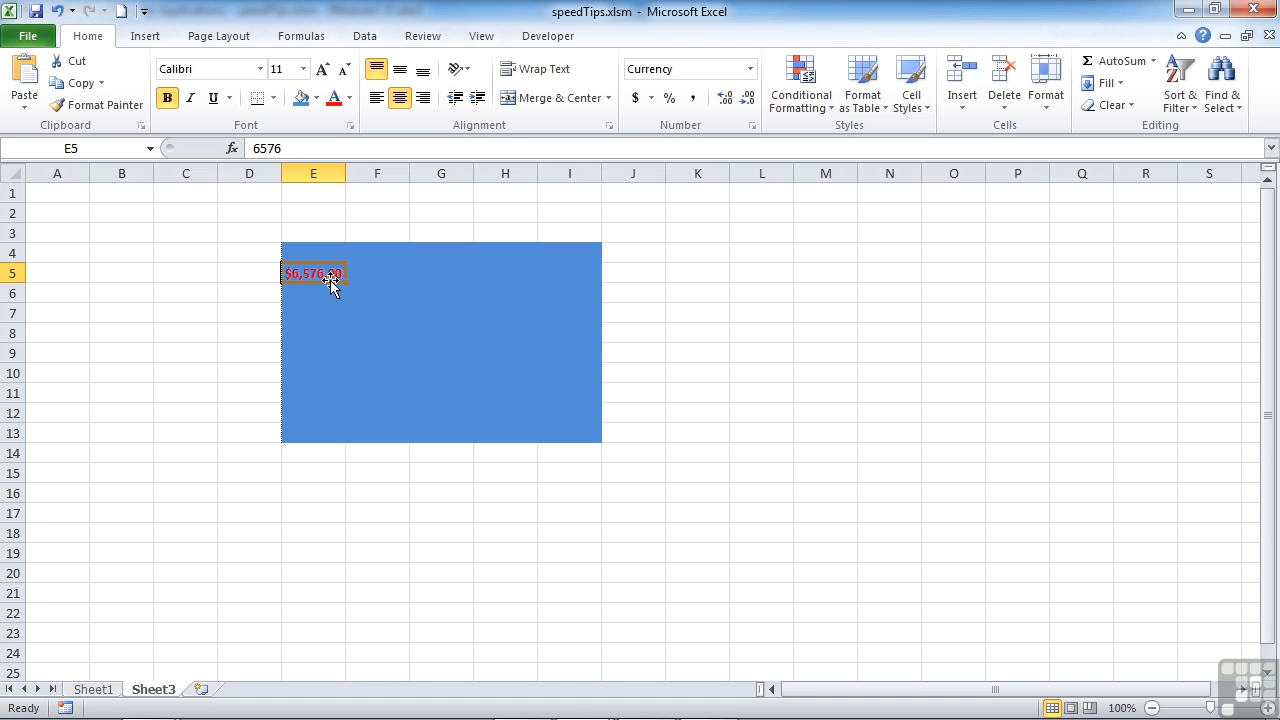 speedTips.xlsm - Microsoft Excel
File Home Insert Page Layout Formulas Data Review View Developer
Paste
Cut
Copy
Format Painter
Clipboard
Calibri 11
B I U
Font
Wrap Text
Merge & Center
Alignment
Currency
$ % ,
Number
Conditional Formatting
Format as Table
Cell Styles
Styles
Insert Delete Format
Cells
AutoSum
Fill
Clear
Sort & Filter
Find & Select
Editing
E5 fx 6576
A B C D E F G H I J K L M N O P Q R S
1
2
3
4
5 $6,576.00
6
7
8
9
10
11
12
13
14
15
16
17
18
19
20
21
22
23
24
25
Sheet1 Sheet3
Ready 100%